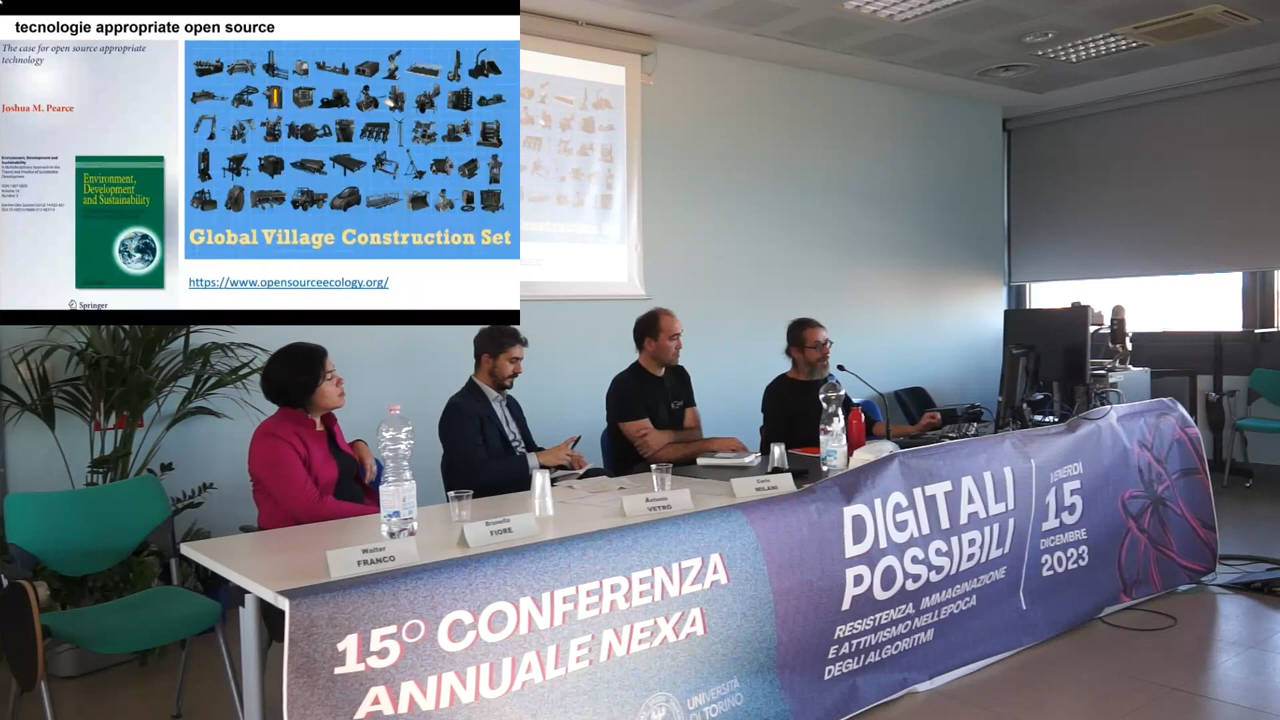 tecnologie appropriate open source
The case for open source appropriate
technology
Joshua M. Pearce
Environment,
Development
and Sustainability
Springer
Global Village Construction Set
https://www.opensourceecology.org/
Walter
FRANCO
Brunella
FIORE
Antonio
VETRÒ
Carlo
MILANI
15° CONFERENZA
ANNUALE NEXA
UNIVERSITÀ
DI TORINO
DIGITALI
POSSIBILI
RESISTENZA, IMMAGINAZIONE
E ATTIVISMO NELL'EPOCA
DEGLI ALGORITMI
VENERDÌ
15
DICEMBRE
2023